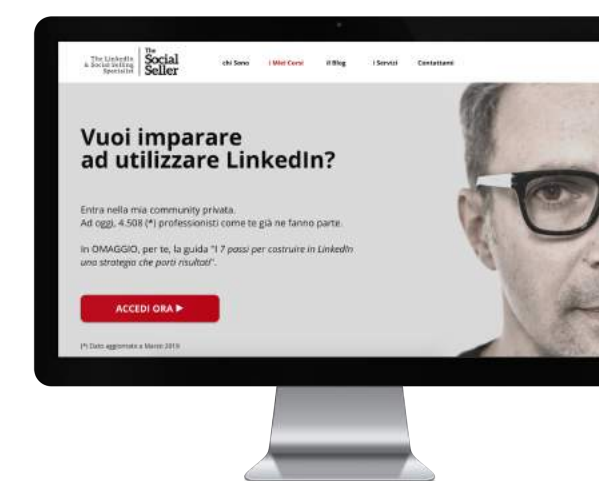 The LinkedIn
& Social Selling
Specialist
The
Social
Seller
chi Sono
i Miei Corsi
il Blog
i Servizi
Contattami
Vuoi imparare
ad utilizzare LinkedIn?
Entra nella mia community privata.
Ad oggi, 4.508 (*) professionisti come te già ne fanno parte.
In OMAGGIO, per te, la guida "I 7 passi per costruire in LinkedIn
una strategia che porti risultati".
ACCEDI ORA ▶
(*) Dato aggiornato a Marzo 2019